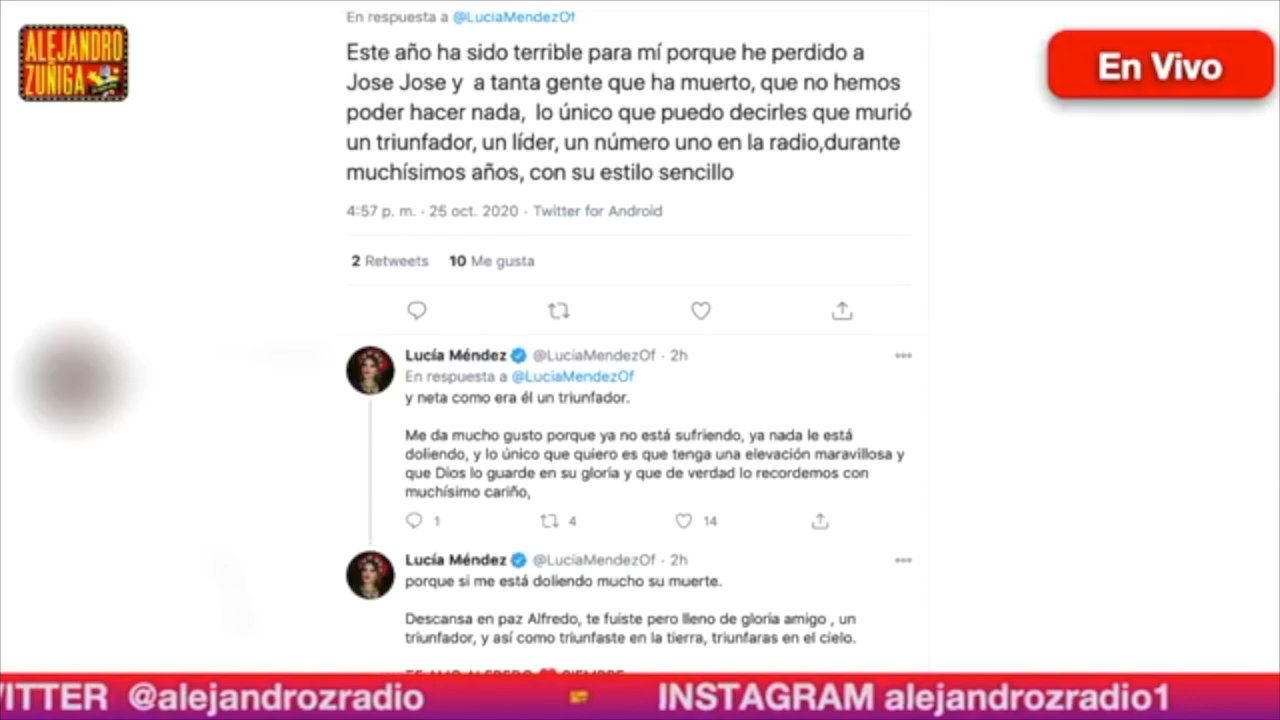 ALEJANDRO
ZUÑIGA
En Vivo
En respuesta a @LuciaMendezOf
Este año ha sido terrible para mí porque he perdido a
Jose Jose y a tanta gente que ha muerto, que no hemos
poder hacer nada, lo único que puedo decirles que murió
un triunfador, un líder, un número uno en la radio,durante
muchísimos años, con su estilo sencillo
4:57 p. m. · 25 oct. 2020 · Twitter for Android
2 Retweets 10 Me gusta
Lucía Méndez @LuciaMendezOf · 2h
En respuesta a @LuciaMendezOf
y neta como era él un triunfador.
Me da mucho gusto porque ya no está sufriendo, ya nada le está
doliendo, y lo único que quiero es que tenga una elevación maravillosa y
que Dios lo guarde en su gloria y que de verdad lo recordemos con
muchísimo cariño,
1 4 14
Lucía Méndez @LuciaMendezOf · 2h
porque si me está doliendo mucho su muerte.
Descansa en paz Alfredo, te fuiste pero lleno de gloria amigo , un
triunfador, y así como triunfaste en la tierra, triunfaras en el cielo.
TE AMO ALFREDO ❤ SIEMPRE
ITTER @alejandrozradio INSTAGRAM alejandrozradio1